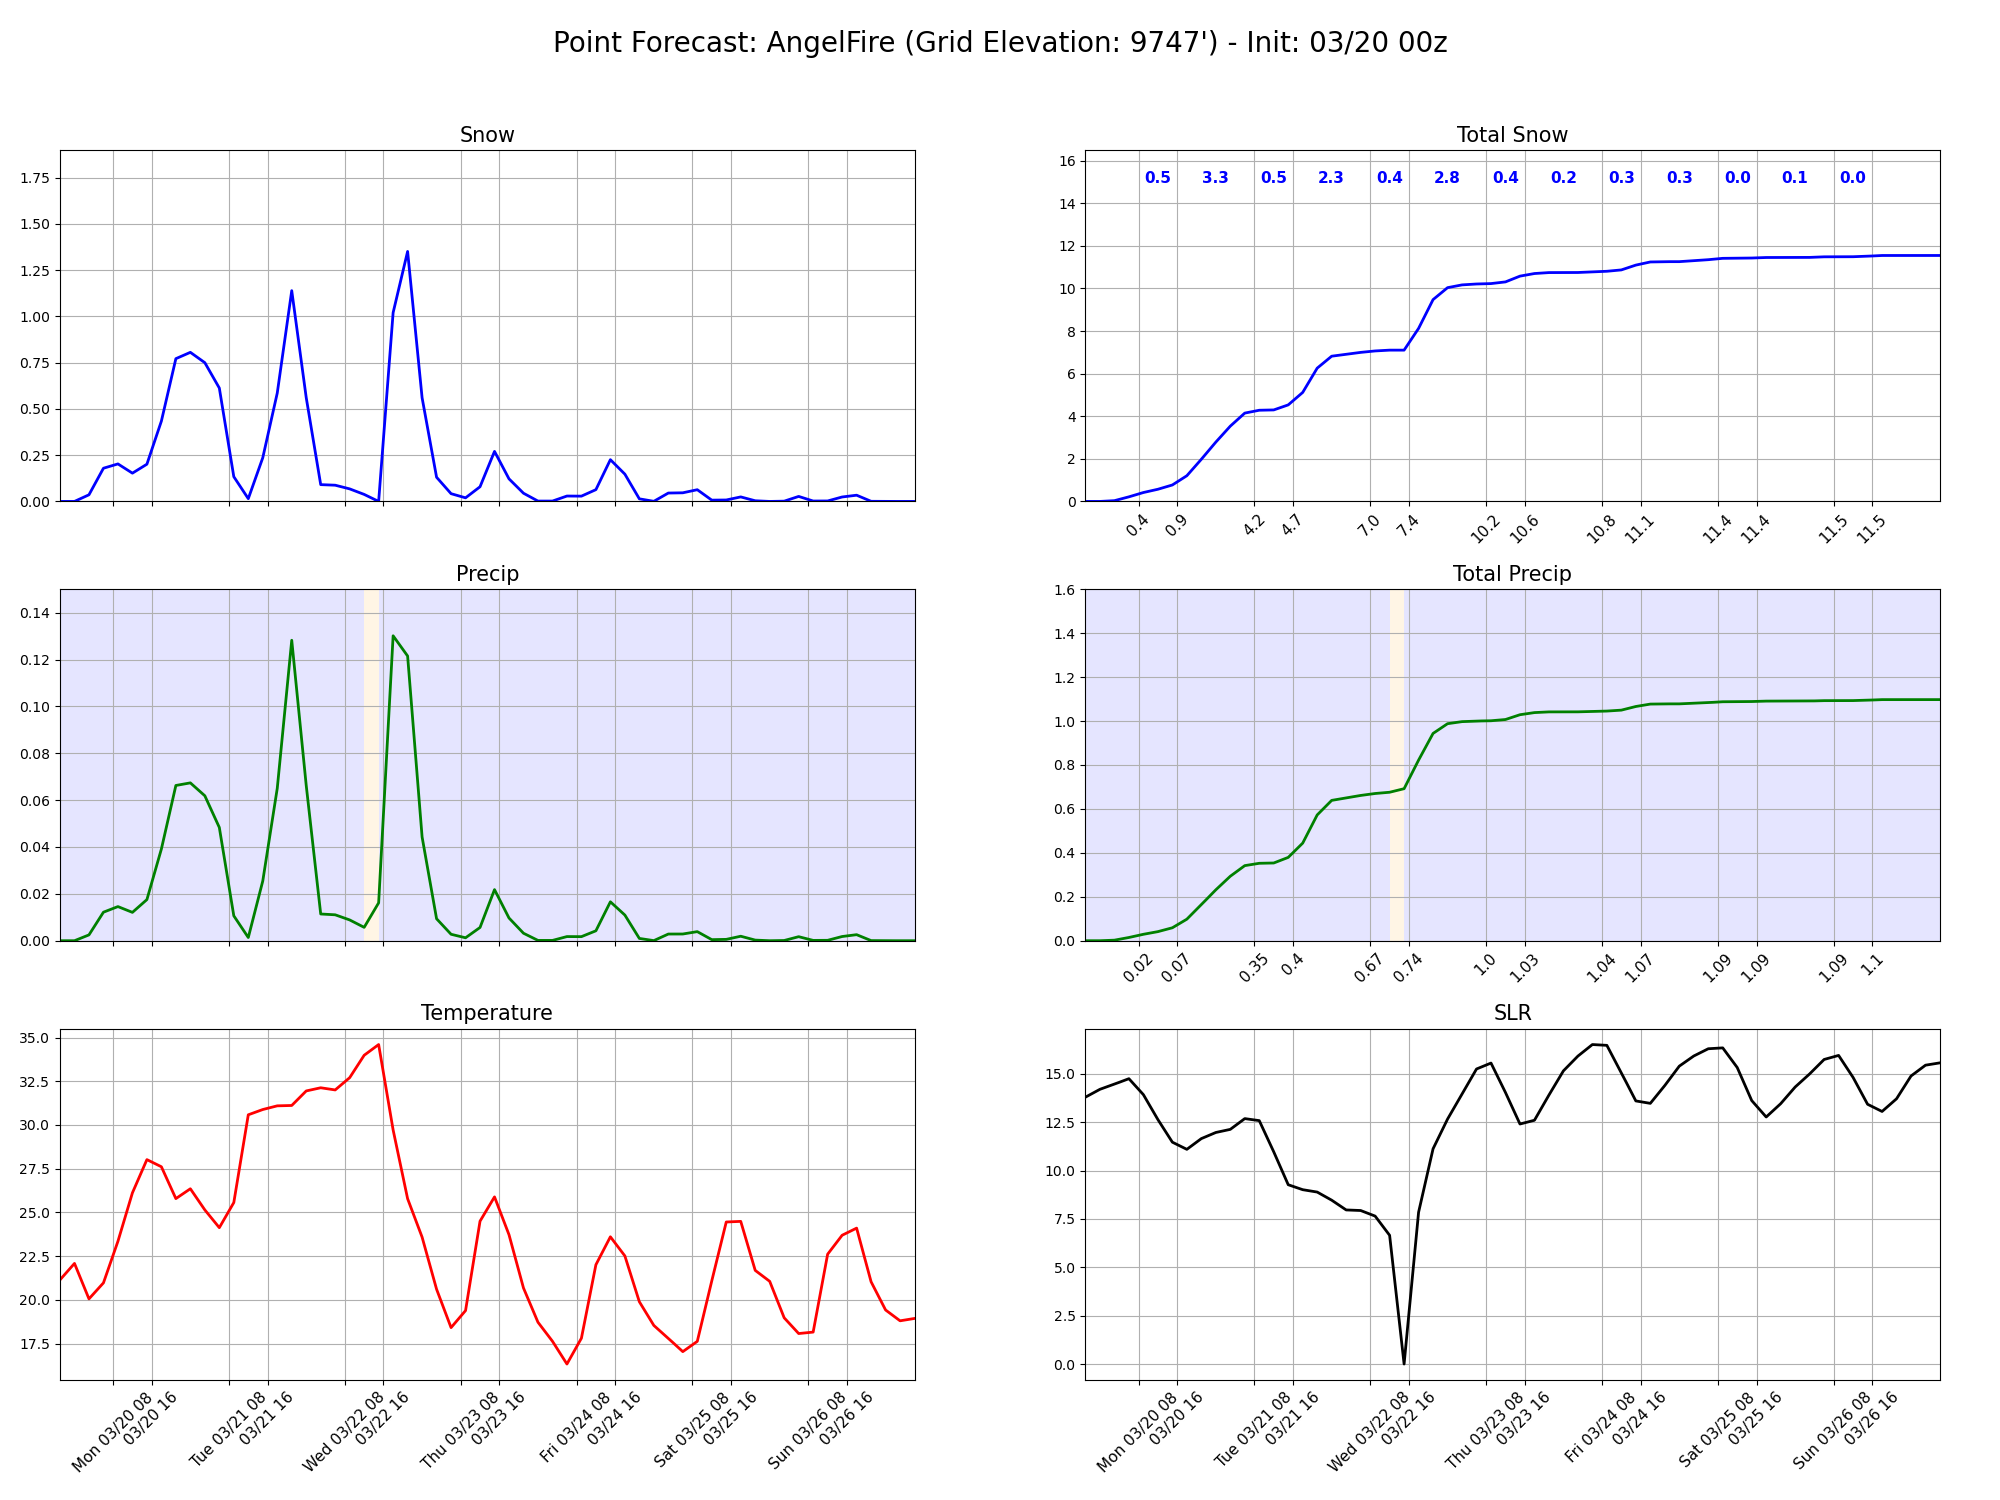 Point Forecast: AngelFire (Grid Elevation: 9747') - Init: 03/20 00z
Snow
1.75
1.50
1.25
1.00
0.75
0.50
0.25
0.00
Total Snow
16
14
12
10
8
6
4
2
0
0.5 3.3 0.5 2.3 0.4 2.8 0.4 0.2 0.3 0.3 0.0 0.1 0.0
0.4 0.9 4.2 4.7 7.0 7.4 10.2 10.6 10.8 11.1 11.4 11.4 11.5 11.5
Precip
0.14
0.12
0.10
0.08
0.06
0.04
0.02
0.00
Total Precip
1.6
1.4
1.2
1.0
0.8
0.6
0.4
0.2
0.0
0.02 0.07 0.35 0.4 0.67 0.74 1.0 1.03 1.04 1.07 1.09 1.09 1.09 1.1
Temperature
35.0
32.5
30.0
27.5
25.0
22.5
20.0
17.5
Mon 03/20 08
03/20 16
Tue 03/21 08
03/21 16
Wed 03/22 08
03/22 16
Thu 03/23 08
03/23 16
Fri 03/24 08
03/24 16
Sat 03/25 08
03/25 16
Sun 03/26 08
03/26 16
SLR
15.0
12.5
10.0
7.5
5.0
2.5
0.0
Mon 03/20 08
03/20 16
Tue 03/21 08
03/21 16
Wed 03/22 08
03/22 16
Thu 03/23 08
03/23 16
Fri 03/24 08
03/24 16
Sat 03/25 08
03/25 16
Sun 03/26 08
03/26 16